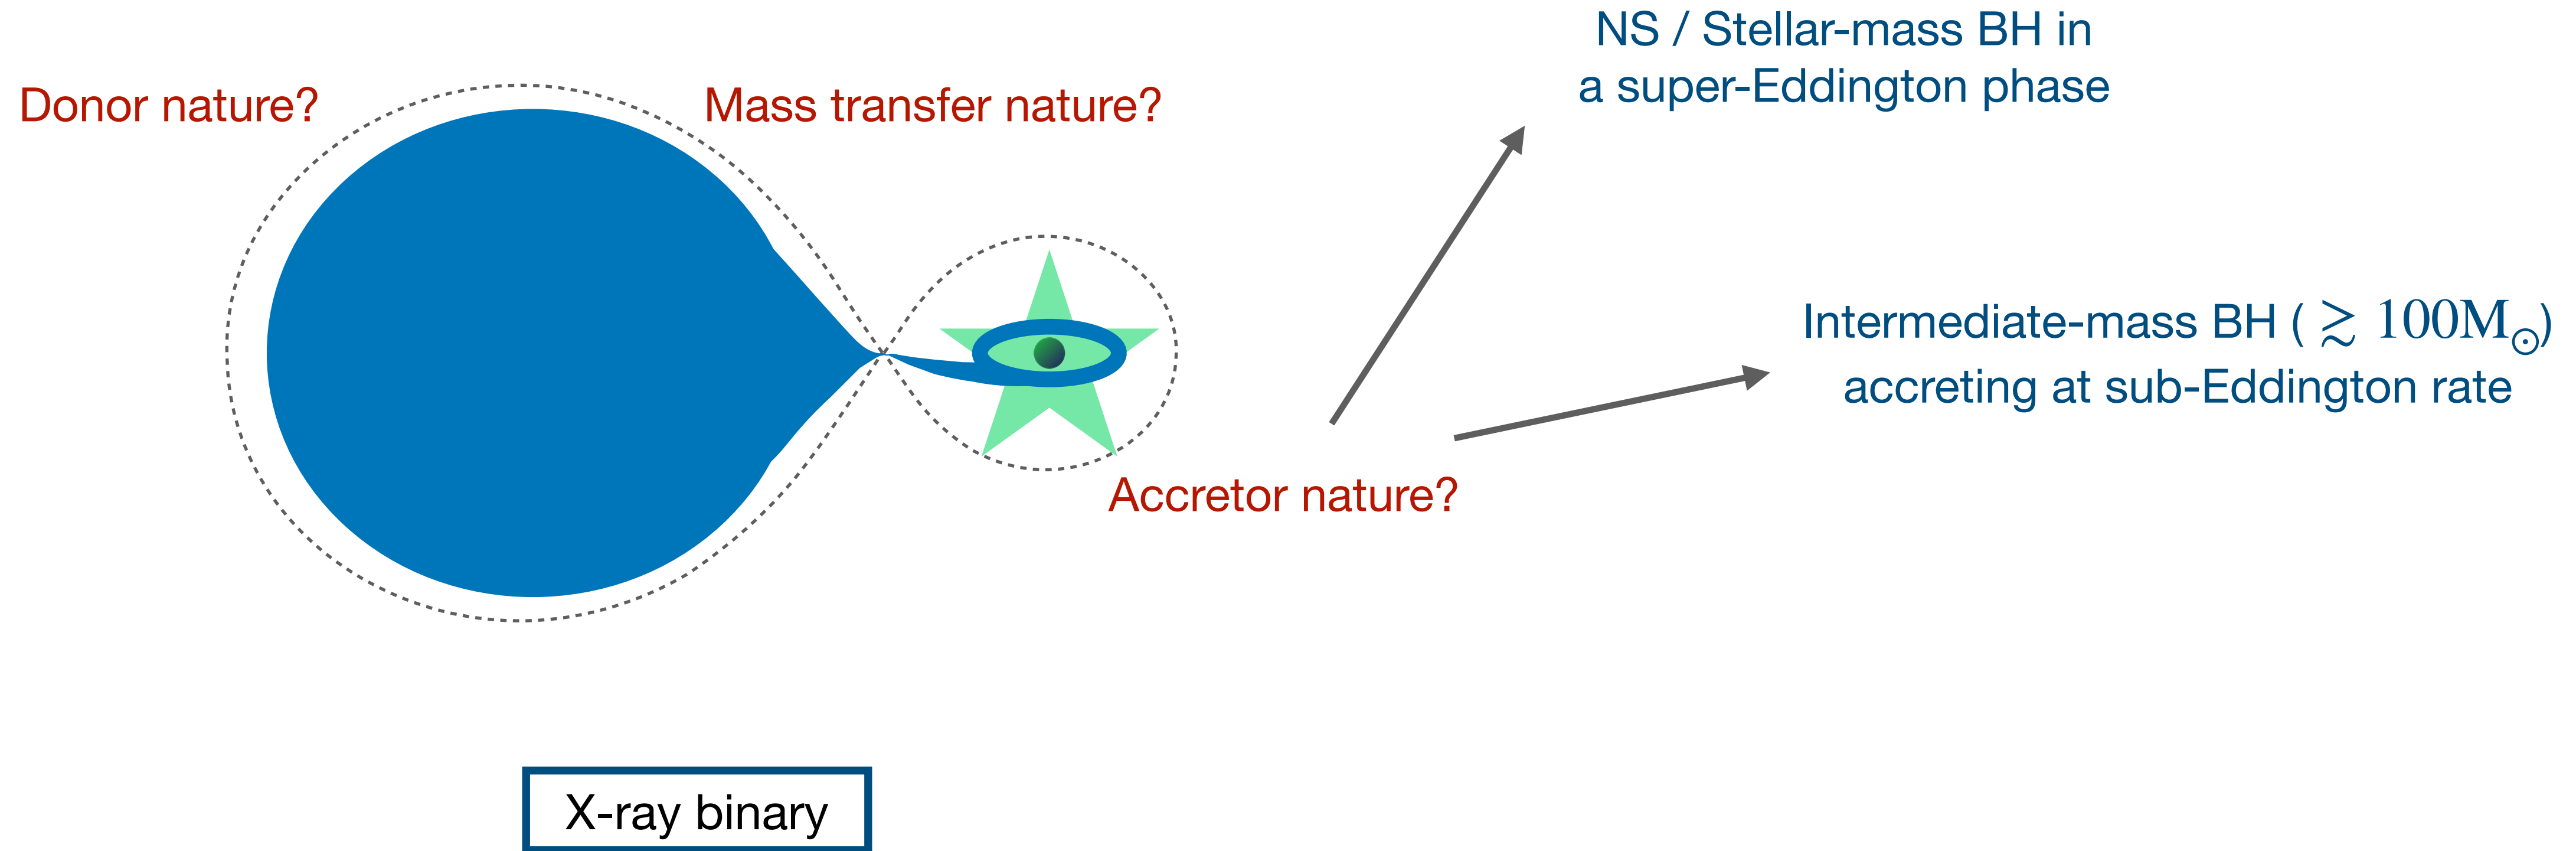 Donor nature?
Mass transfer nature?
NS / Stellar-mass BH in
a super-Eddington phase
Intermediate-mass BH ( ≳ 100M⊙)
accreting at sub-Eddington rate
Accretor nature?
X-ray binary